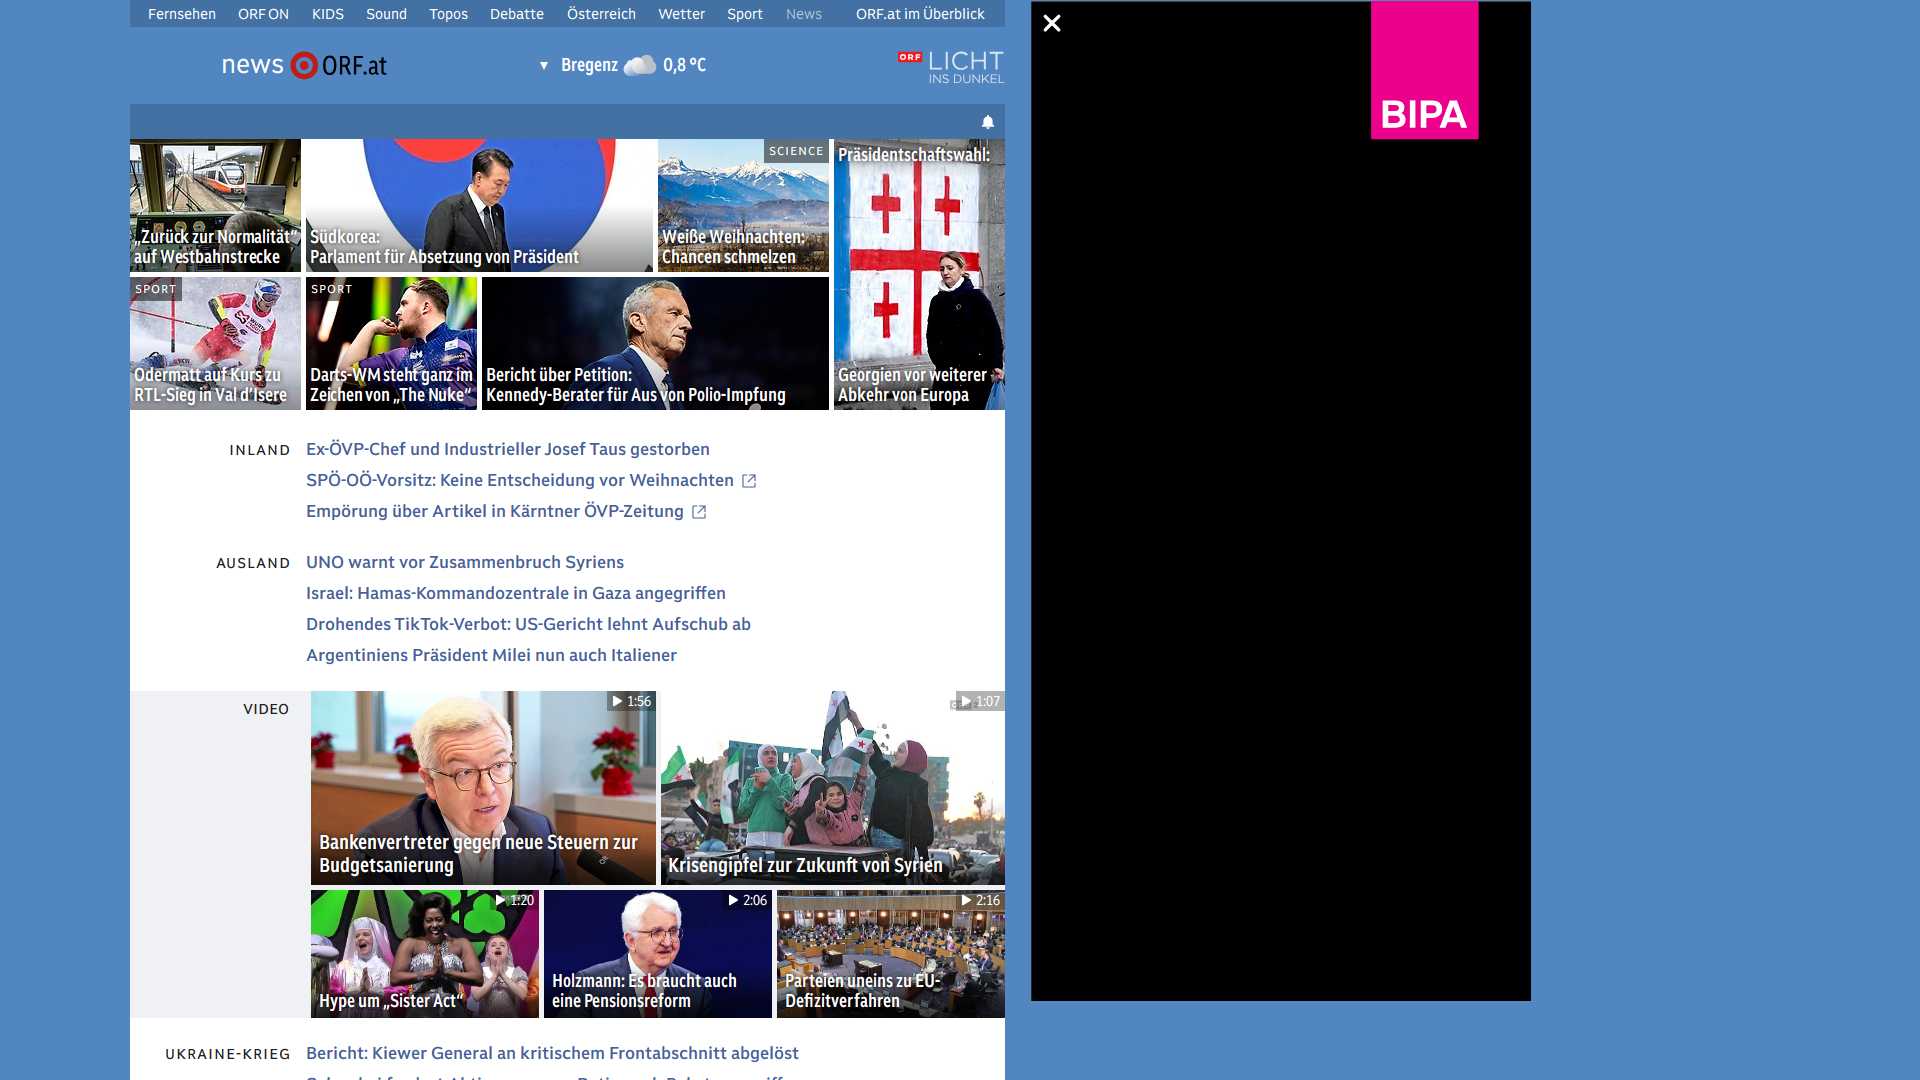 Fernsehen ORF ON KIDS Sound Topos Debatte Österreich Wetter Sport News ORF.at im Überblick
news ORF.at
▼ Bregenz 0,8 °C
ORF LICHT
INS DUNKEL
BIPA
„Zurück zur Normalität“
auf Westbahnstrecke
Südkorea:
Parlament für Absetzung von Präsident
SCIENCE
Weiße Weihnachten:
Chancen schmelzen
Präsidentschaftswahl:
Georgien vor weiterer
Abkehr von Europa
SPORT
Odermatt auf Kurs zu
RTL-Sieg in Val d’Isere
SPORT
Darts-WM steht ganz im
Zeichen von „The Nuke“
Bericht über Petition:
Kennedy-Berater für Aus von Polio-Impfung
INLAND
Ex-ÖVP-Chef und Industrieller Josef Taus gestorben
SPÖ-OÖ-Vorsitz: Keine Entscheidung vor Weihnachten
Empörung über Artikel in Kärntner ÖVP-Zeitung
AUSLAND
UNO warnt vor Zusammenbruch Syriens
Israel: Hamas-Kommandozentrale in Gaza angegriffen
Drohendes TikTok-Verbot: US-Gericht lehnt Aufschub ab
Argentiniens Präsident Milei nun auch Italiener
VIDEO
1:56
Bankenvertreter gegen neue Steuern zur
Budgetsanierung
1:07
Krisengipfel zur Zukunft von Syrien
1:20
Hype um „Sister Act“
2:06
Holzmann: Es braucht auch
eine Pensionsreform
2:16
Parteien uneins zu EU-
Defizitverfahren
UKRAINE-KRIEG
Bericht: Kiewer General an kritischem Frontabschnitt abgelöst